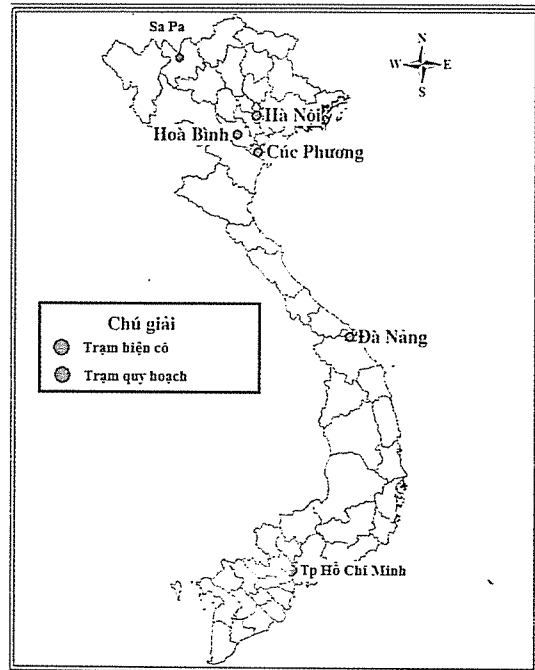 Sa Pa
N
W E
S
Hà Nội
Hoà Bình
Cúc Phương
Chú giải
Trạm hiện có
Trạm quy hoạch
Đà Nẵng
Tp Hồ Chí Minh